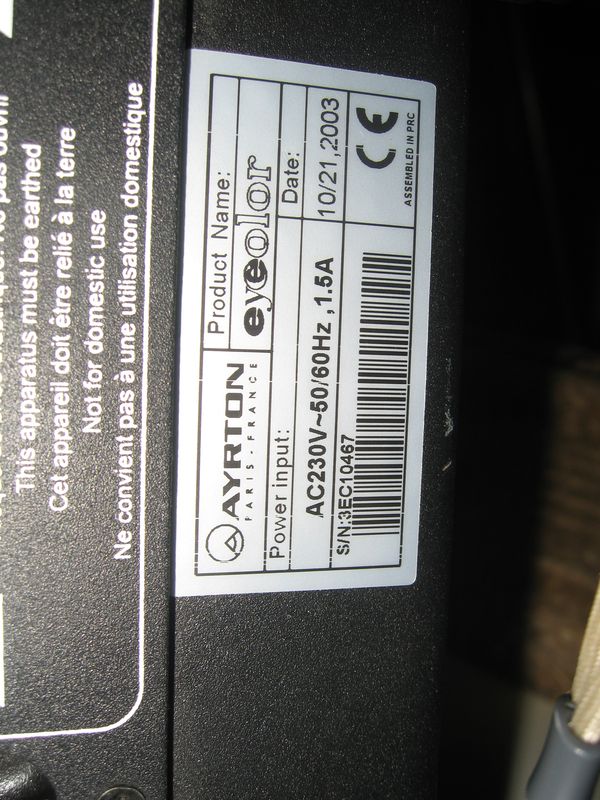 This apparatus must be earthed
Cet appareil doit être relié à la terre
Not for domestic use
Ne convient pas à une utilisation domestique
AYRTON
PARIS - FRANCE
Product Name:
eyeolor
Power input:
Date:
AC230V~50/60Hz ,1.5A
10/21,2003
S/N:3EC10467
CE
ASSEMBLED IN PRC